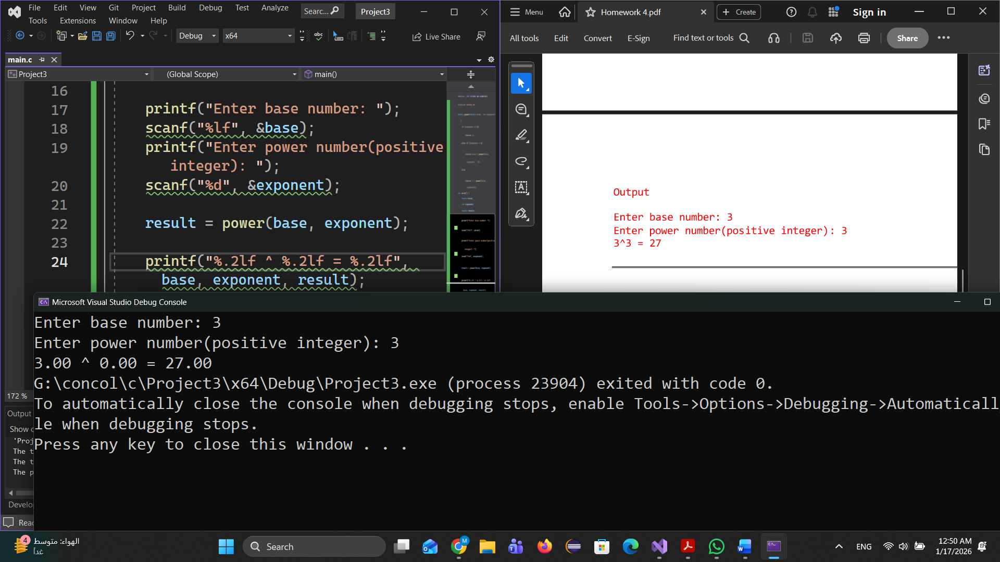 File Edit View Git Project Build Debug Test Analyze Searc... Project3
Tools Extensions Window Help
Debug x64 Live Share
main.c
Project3 (Global Scope) main()
16
17 printf("Enter base number: ");
18 scanf("%lf", &base);
19 printf("Enter power number(positive
integer): ");
20 scanf("%d", &exponent);
21
22 result = power(base, exponent);
23
24 printf("%.2lf ^ %.2lf = %.2lf",
base, exponent, result);
172 %
Output
Show
'Proj
The t
The t
The p
Develo
Read
Menu Homework 4.pdf Create Sign in
All tools Edit Convert E-Sign Find text or tools Share
Output
Enter base number: 3
Enter power number(positive integer): 3
3^3 = 27
Microsoft Visual Studio Debug Console
Enter base number: 3
Enter power number(positive integer): 3
3.00 ^ 0.00 = 27.00
G:\concol\c\Project3\x64\Debug\Project3.exe (process 23904) exited with code 0.
To automatically close the console when debugging stops, enable Tools->Options->Debugging->Automaticall
le when debugging stops.
Press any key to close this window . . .
4 الهواء: متوسط
غداً
Search
ENG
12:50 AM
1/17/2026